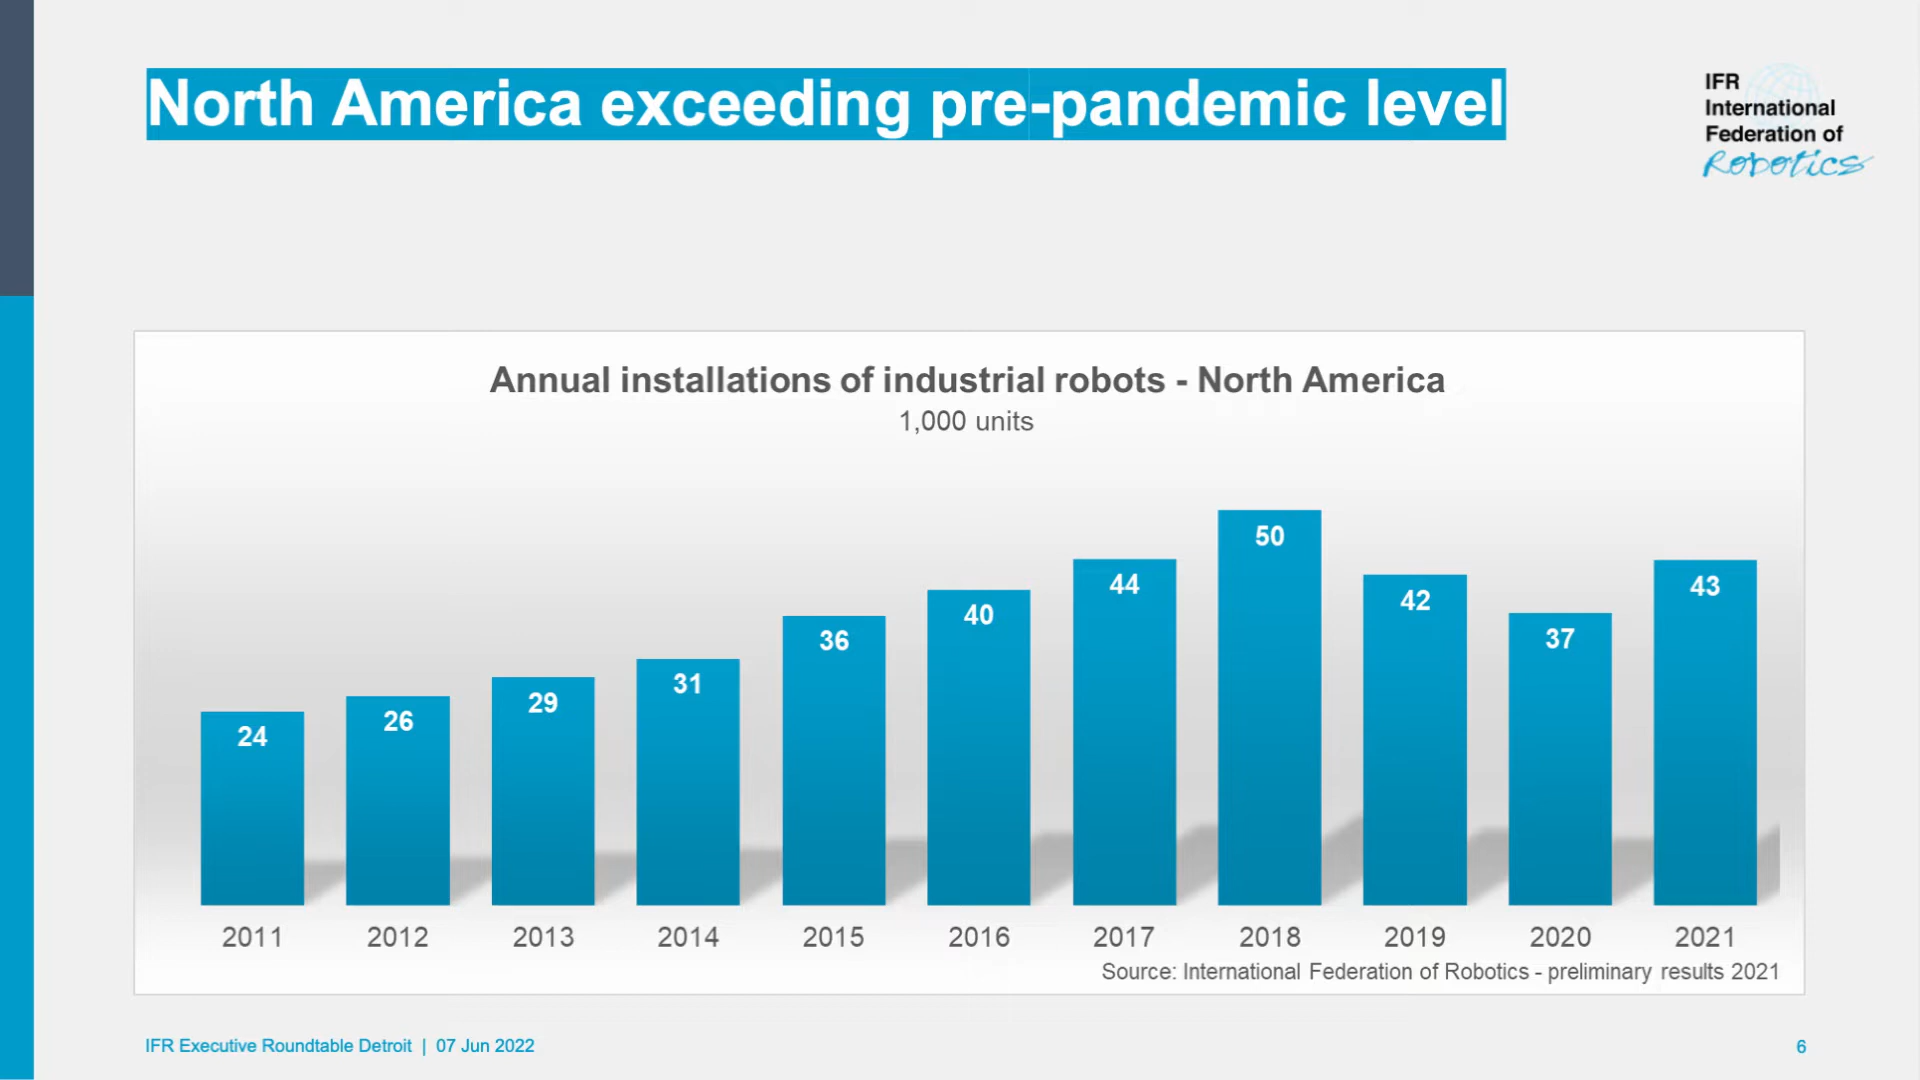 North America exceeding pre-pandemic level
IFR
International
Federation of
Robotics
Annual installations of industrial robots - North America
1,000 units
24
26
29
31
36
40
44
50
42
37
43
2011
2012
2013
2014
2015
2016
2017
2018
2019
2020
2021
Source: International Federation of Robotics - preliminary results 2021
IFR Executive Roundtable Detroit | 07 Jun 2022
6